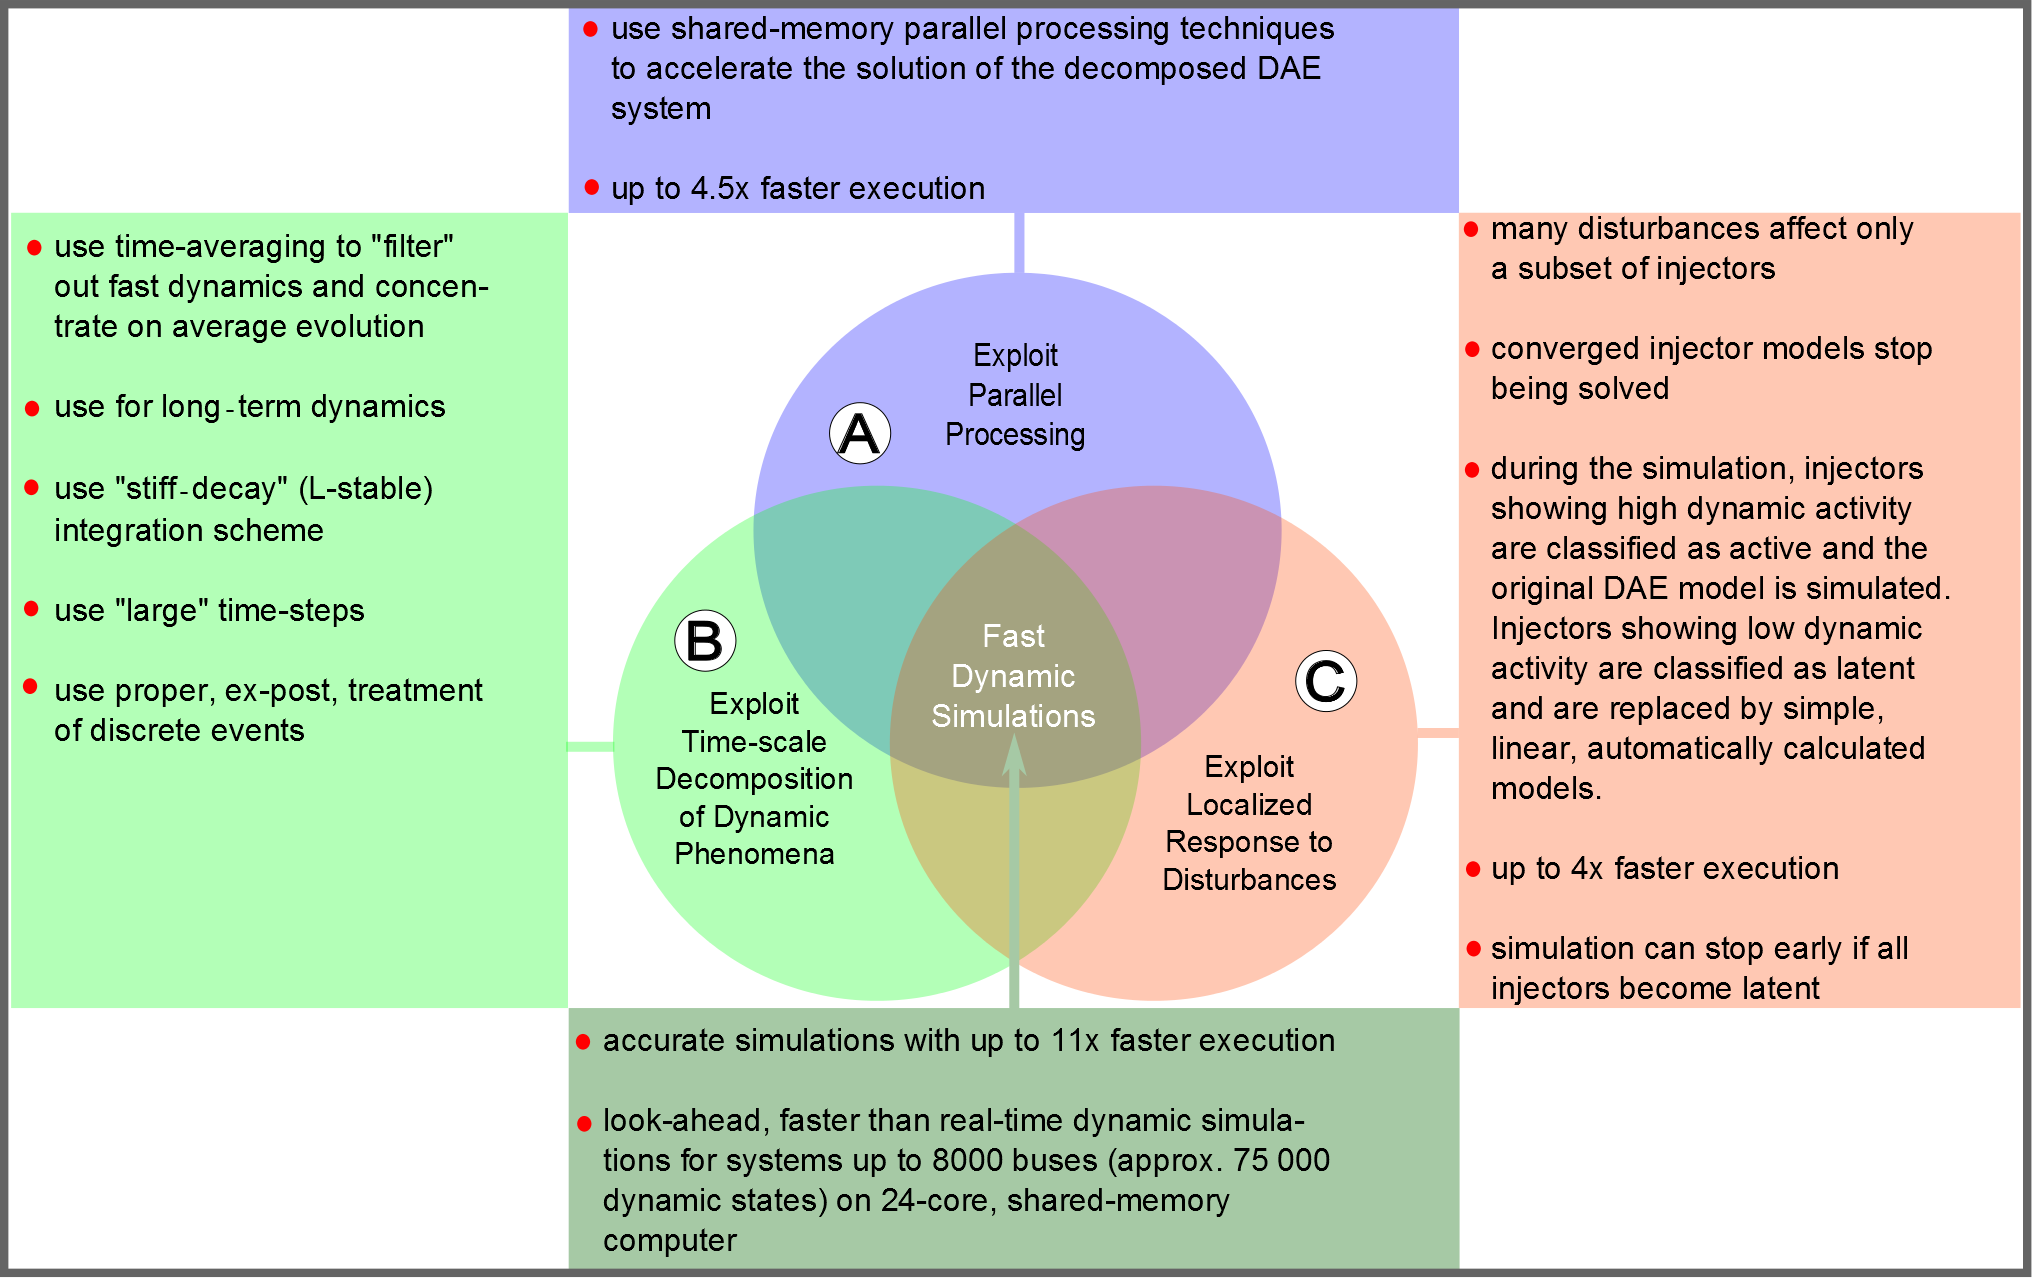 use shared-memory parallel processing techniques
to accelerate the solution of the decomposed DAE
system
up to 4.5x faster execution
use time-averaging to "filter"
out fast dynamics and concen-
trate on average evolution
use for long-term dynamics
use "stiff-decay" (L-stable)
integration scheme
use "large" time-steps
use proper, ex-post, treatment
of discrete events
Exploit
Parallel
Processing
A
B
Exploit
Time-scale
Decomposition
of Dynamic
Phenomena
Fast
Dynamic
Simulations
C
Exploit
Localized
Response to
Disturbances
many disturbances affect only
a subset of injectors
converged injector models stop
being solved
during the simulation, injectors
showing high dynamic activity
are classified as active and the
original DAE model is simulated.
Injectors showing low dynamic
activity are classified as latent
and are replaced by simple,
linear, automatically calculated
models.
up to 4x faster execution
simulation can stop early if all
injectors become latent
accurate simulations with up to 11x faster execution
look-ahead, faster than real-time dynamic simula-
tions for systems up to 8000 buses (approx. 75 000
dynamic states) on 24-core, shared-memory
computer